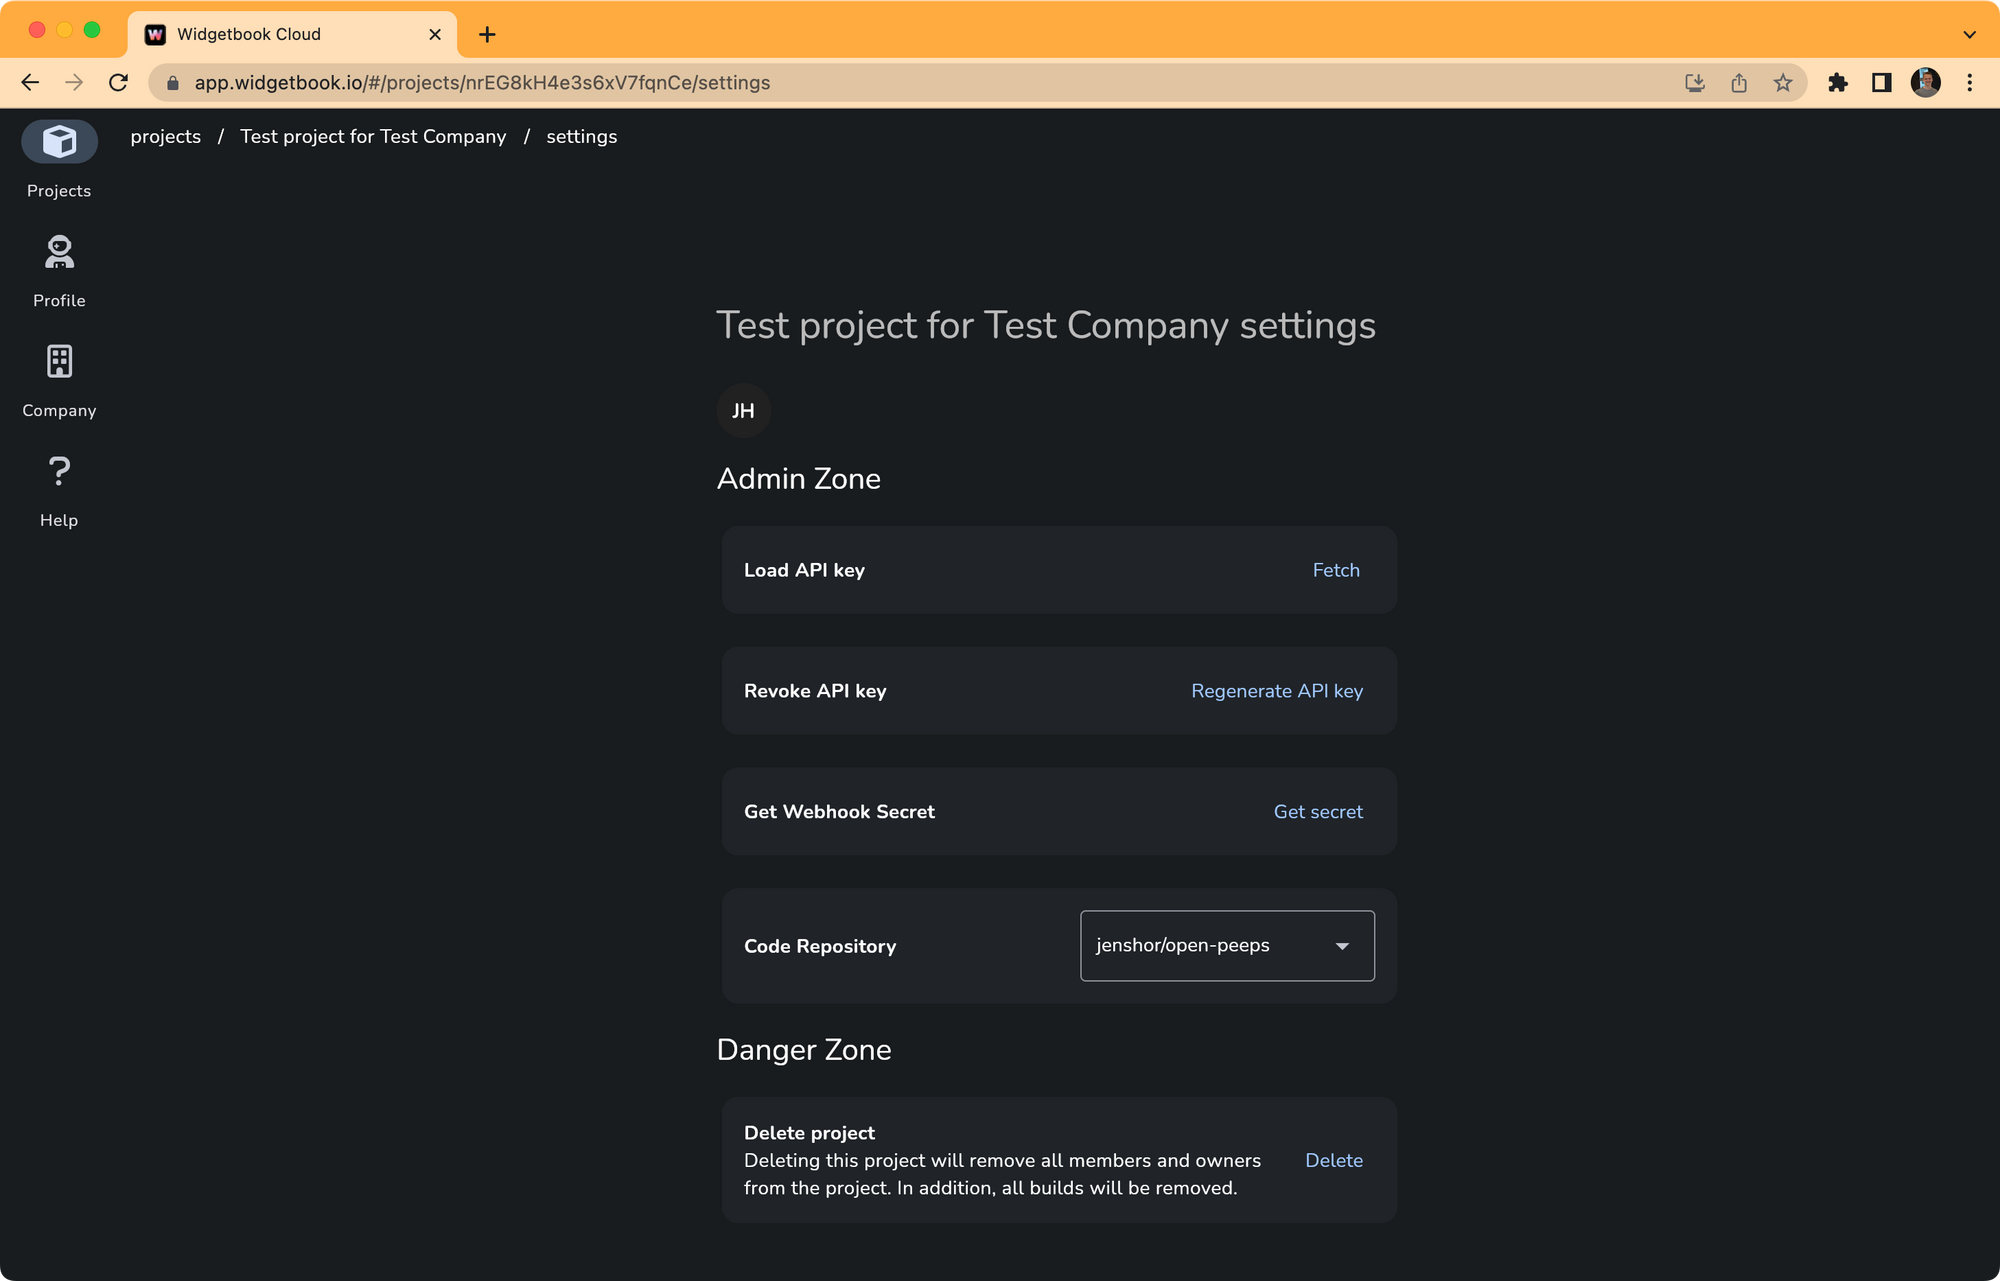 Widgetbook Cloud
app.widgetbook.io/#/projects/nrEG8kH4e3s6xV7fqnCe/settings
projects / Test project for Test Company / settings
Projects
Profile
Company
Help
Test project for Test Company settings
JH
Admin Zone
Load API key
Fetch
Revoke API key
Regenerate API key
Get Webhook Secret
Get secret
Code Repository
jenshor/open-peeps
Danger Zone
Delete project
Deleting this project will remove all members and owners
from the project. In addition, all builds will be removed.
Delete